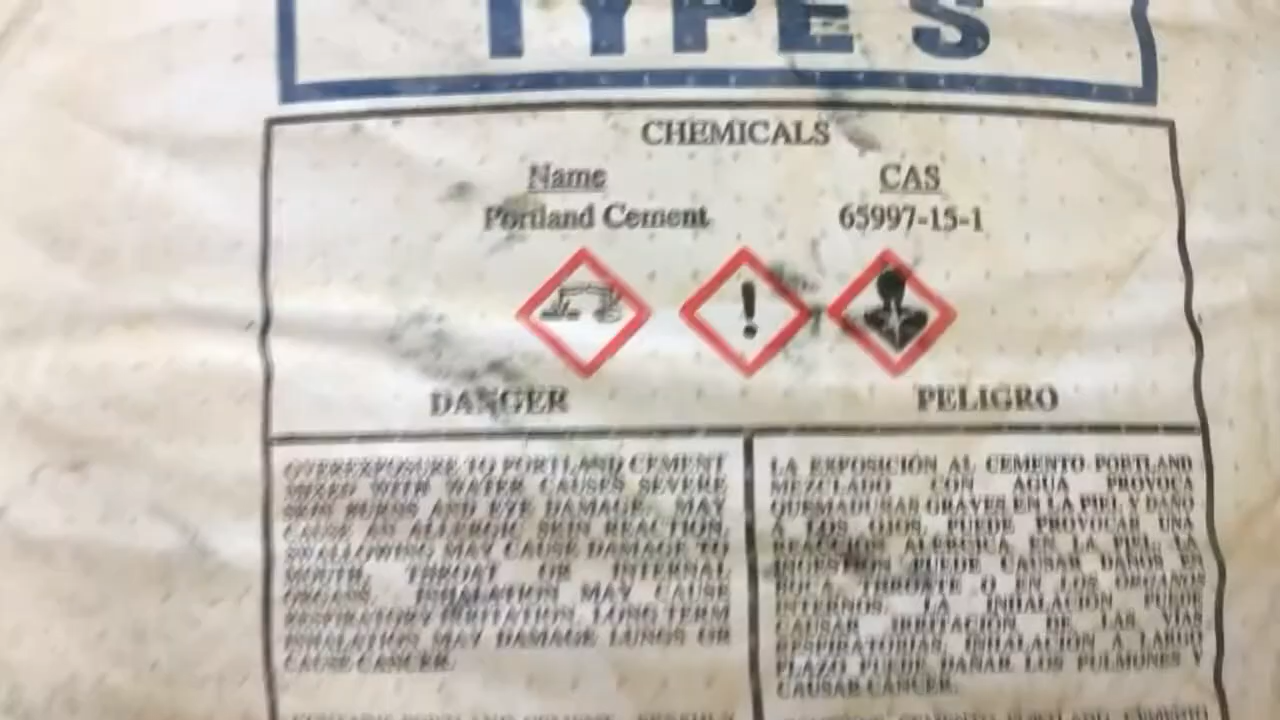 TYPE S
CHEMICALS
Name CAS
Portland Cement 65997-15-1
DANGER PELIGRO
OVEREXPOSURE TO PORTLAND CEMENT
MIXED WITH WATER CAUSES SEVERE
SKIN BURNS AND EYE DAMAGE. MAY
CAUSE AN ALLERGIC SKIN REACTION.
SWALLOWING MAY CAUSE DAMAGE TO
MOUTH, THROAT OR INTERNAL
ORGANS. INHALATION MAY CAUSE
RESPIRATORY IRRITATION. LONG TERM
INHALATION MAY DAMAGE LUNGS OR
CAUSE CANCER.
LA EXPOSICIÓN AL CEMENTO PORTLAND
MEZCLADO CON AGUA PROVOCA
QUEMADURAS GRAVES EN LA PIEL Y DAÑO
A LOS OJOS. PUEDE PROVOCAR UNA
REACCIÓN ALÉRGICA EN LA PIEL. LA
PUEDE CAUSAR DAÑOS LA
BOCA, THROATE O EN LOS ÓRGANOS
INTERNOS. LA INHALACIÓN PUEDE
CAUSAR IRRITACIÓN DE LAS VÍAS
RESPIRATORIAS. INHALACIÓN A LARGO
PLAZO PUEDE DAÑAR LOS PULMONES Y
CAUSAR CANCER.